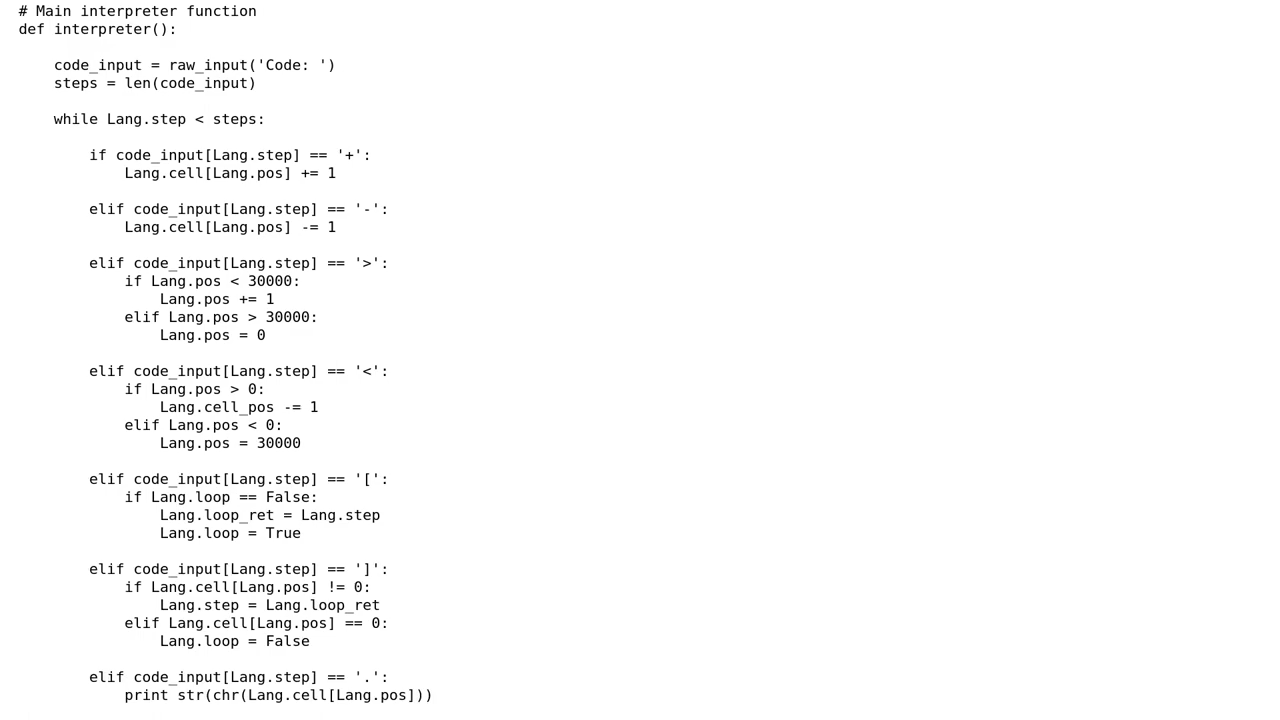 # Main interpreter function
def interpreter():
    code_input = raw_input('Code: ')
    steps = len(code_input)
    while Lang.step < steps:
        if code_input[Lang.step] == '+':
            Lang.cell[Lang.pos] += 1
        elif code_input[Lang.step] == '-':
            Lang.cell[Lang.pos] -= 1
        elif code_input[Lang.step] == '>':
            if Lang.pos < 30000:
                Lang.pos += 1
            elif Lang.pos > 30000:
                Lang.pos = 0
        elif code_input[Lang.step] == '<':
            if Lang.pos > 0:
                Lang.cell_pos -= 1
            elif Lang.pos < 0:
                Lang.pos = 30000
        elif code_input[Lang.step] == '[':
            if Lang.loop == False:
                Lang.loop_ret = Lang.step
                Lang.loop = True
        elif code_input[Lang.step] == ']':
            if Lang.cell[Lang.pos] != 0:
                Lang.step = Lang.loop_ret
            elif Lang.cell[Lang.pos] == 0:
                Lang.loop = False
        elif code_input[Lang.step] == '.':
            print str(chr(Lang.cell[Lang.pos]))